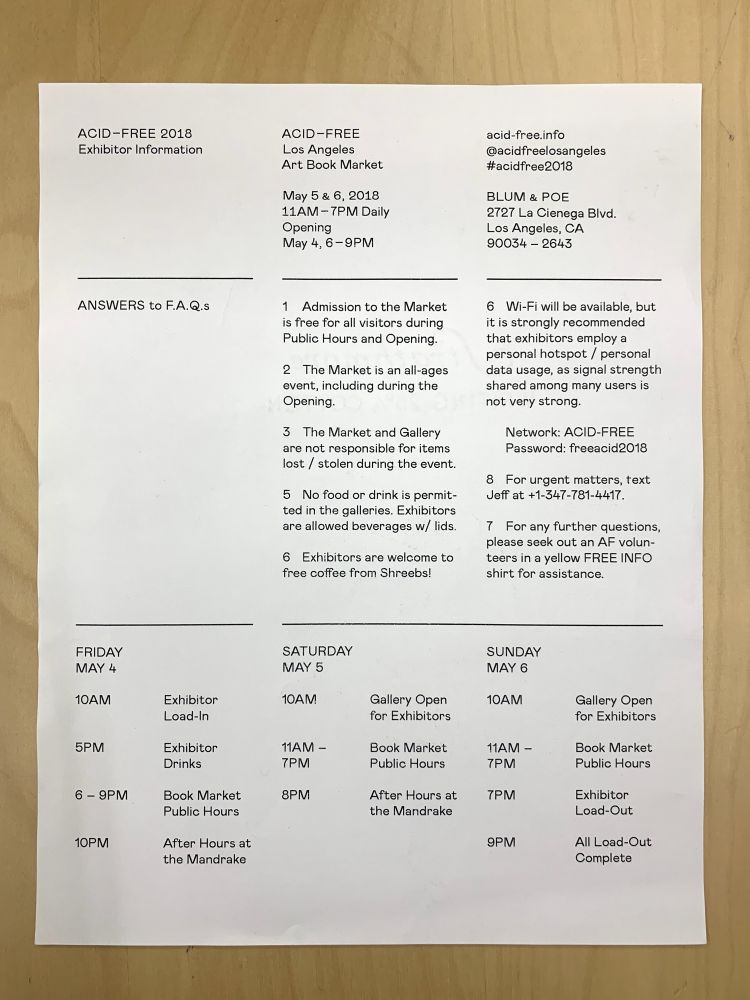 ACID–FREE 2018
Exhibitor Information
ACID–FREE
Los Angeles
Art Book Market
May 5 & 6, 2018
11AM – 7PM Daily
Opening
May 4, 6 – 9PM
acid-free.info
@acidfreelosangeles
#acidfree2018
BLUM & POE
2727 La Cienega Blvd.
Los Angeles, CA
90034 – 2643
ANSWERS to F.A.Q.s
1 Admission to the Market
is free for all visitors during
Public Hours and Opening.
2 The Market is an all-ages
event, including during the
Opening.
3 The Market and Gallery
are not responsible for items
lost / stolen during the event.
5 No food or drink is permit-
ted in the galleries. Exhibitors
are allowed beverages w/ lids.
6 Exhibitors are welcome to
free coffee from Shreebs!
6 Wi-Fi will be available, but
it is strongly recommended
that exhibitors employ a
personal hotspot / personal
data usage, as signal strength
shared among many users is
not very strong.
Network: ACID-FREE
Password: freeacid2018
8 For urgent matters, text
Jeff at +1-347-781-4417.
7 For any further questions,
please seek out an AF volun-
teers in a yellow FREE INFO
shirt for assistance.
FRIDAY
MAY 4
10AM Exhibitor
Load-In
5PM Exhibitor
Drinks
6 – 9PM Book Market
Public Hours
10PM After Hours at
the Mandrake
SATURDAY
MAY 5
10AM Gallery Open
for Exhibitors
11AM – Book Market
7PM Public Hours
8PM After Hours at
the Mandrake
SUNDAY
MAY 6
10AM Gallery Open
for Exhibitors
11AM – Book Market
7PM Public Hours
7PM Exhibitor
Load-Out
9PM All Load-Out
Complete